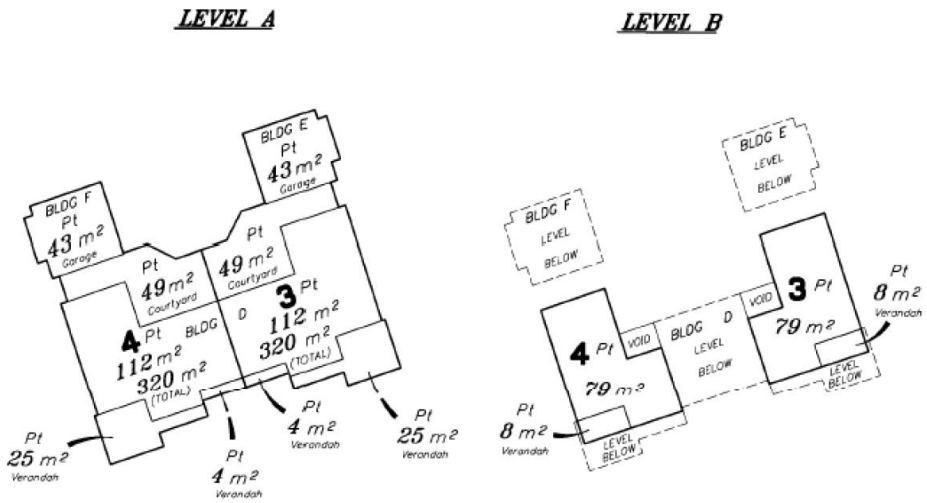 LEVEL A
BLDG E
Pt
43 m²
Garage
BLDG F
Pt
43 m²
Garage
Pt
49 m²
Courtyard
Pt
49 m²
Courtyard
3 Pt
112 m²
320 m²
(TOTAL)
BLDG D
4 Pt
112 m²
320 m²
(TOTAL)
Pt
25 m²
Verandah
Pt
4 m²
Verandah
Pt
4 m²
Verandah
Pt
25 m²
Verandah
LEVEL B
BLDG E
LEVEL
BELOW
BLDG F
LEVEL
BELOW
3 Pt
79 m²
VOID
Pt
8 m²
Verandah
BLDG D
LEVEL
BELOW
VOID
4 Pt
79 m²
LEVEL
BELOW
Pt
8 m²
Verandah
LEVEL
BELOW